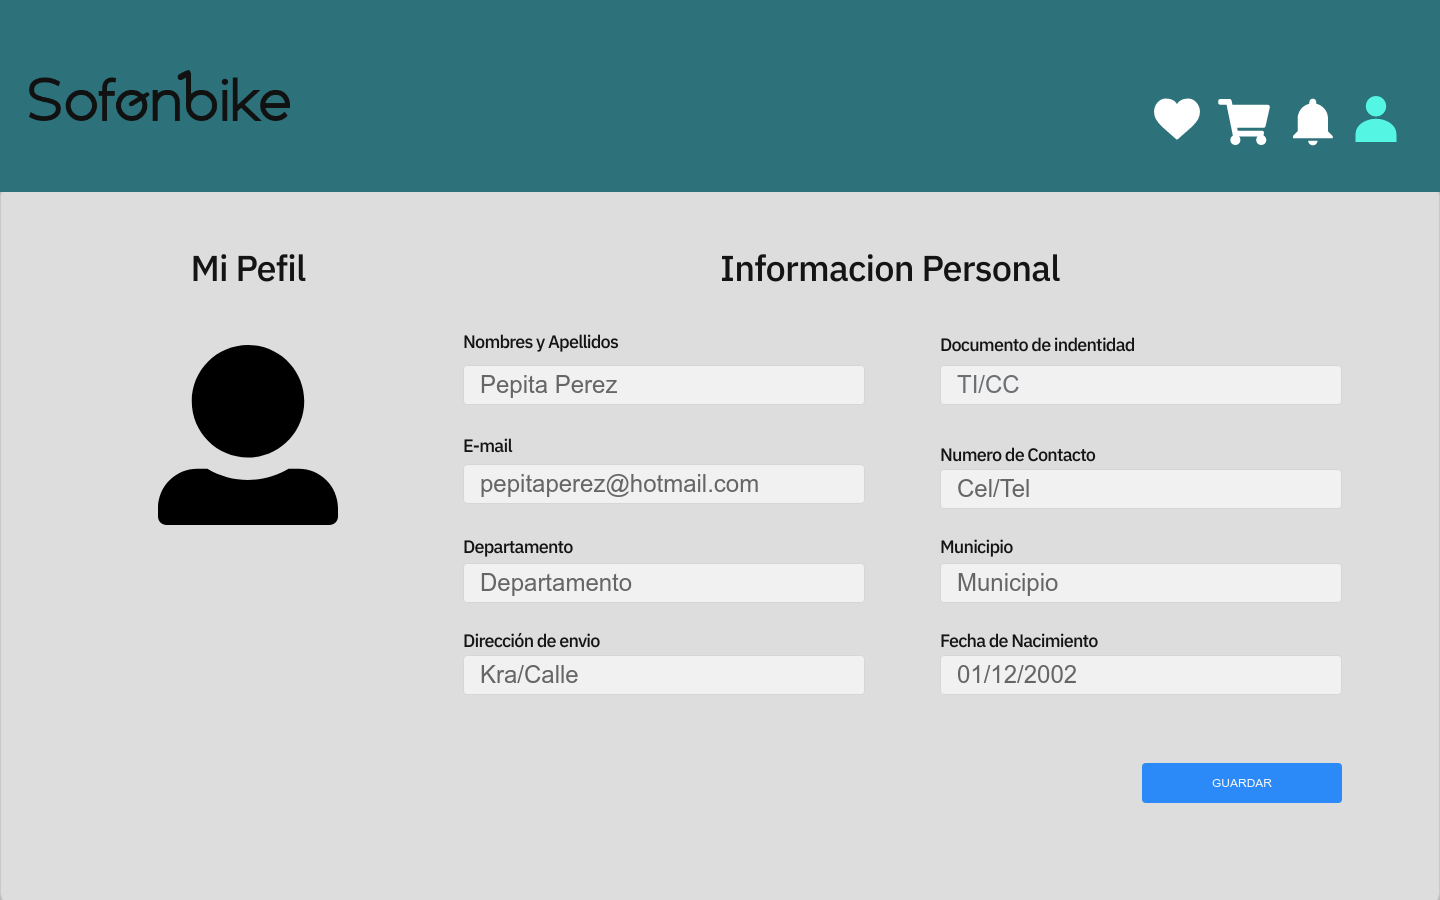 Sofonbike
Mi Pefil
Informacion Personal
Nombres y Apellidos
Pepita Perez
Documento de indentidad
TI/CC
E-mail
pepitaperez@hotmail.com
Numero de Contacto
Cel/Tel
Departamento
Departamento
Municipio
Municipio
Dirección de envio
Kra/Calle
Fecha de Nacimiento
01/12/2002
GUARDAR